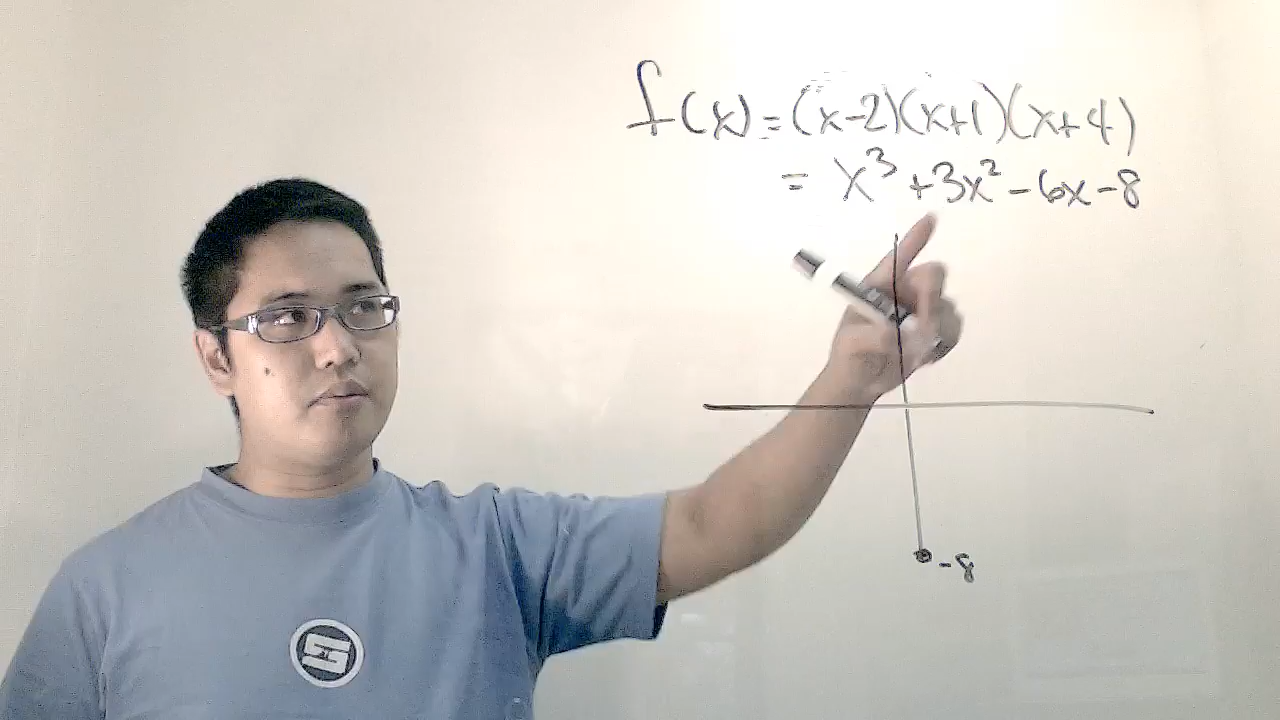 f(x)=(x-2)(x+1)(x+4)
= x³+3x²-6x-8
-8